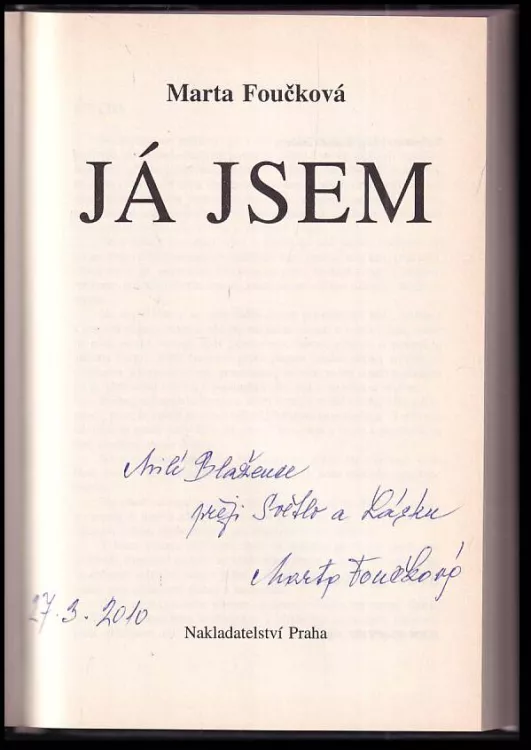 Marta Foučková
JÁ JSEM
Milé Blažence
přeji Světlo a Lásku
Marta Foučková
27.3.2010
Nakladatelství Praha